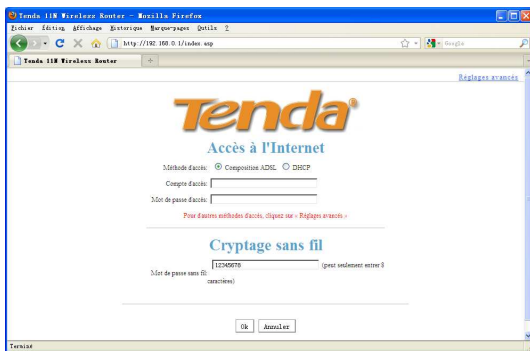 Tenda 11N Wireless Router - Mozilla Firefox
Fichier Édition Affichage Historique Marque-pages Outils ?
http://192.168.0.1/index.asp
Google
Tenda 11N Wireless Router
Réglages avancés
Tenda
Accès à l'Internet
Méthode d'accès: Composition ADSL DHCP
Compte d'accès:
Mot de passe d'accès:
Pour d'autres méthodes d'accès, cliquez sur « Réglages avancés »
Cryptage sans fil
Mot de passe sans fil: 12345678 (peut seulement entrer 8
caractères)
Ok Annuler
Terminé